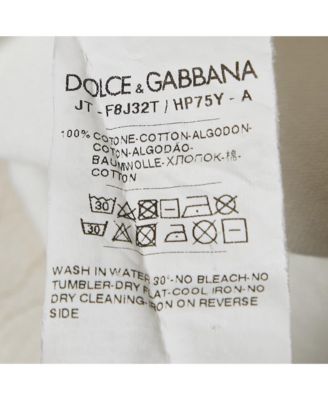 DOLCE & GABBANA
JT - F8J32T / HP75Y - A
100% COTONE-COTTON-ALGODON-
COTTON-ALGODÃO-
BAUMWOLLE-ХЛОПОК-棉-
COTTON
30
30
WASH IN WATER 30°-NO BLEACH-NO
TUMBLER-DRY FLAT-COOL IRON-NO
DRY CLEANING-IRON ON REVERSE
SIDE